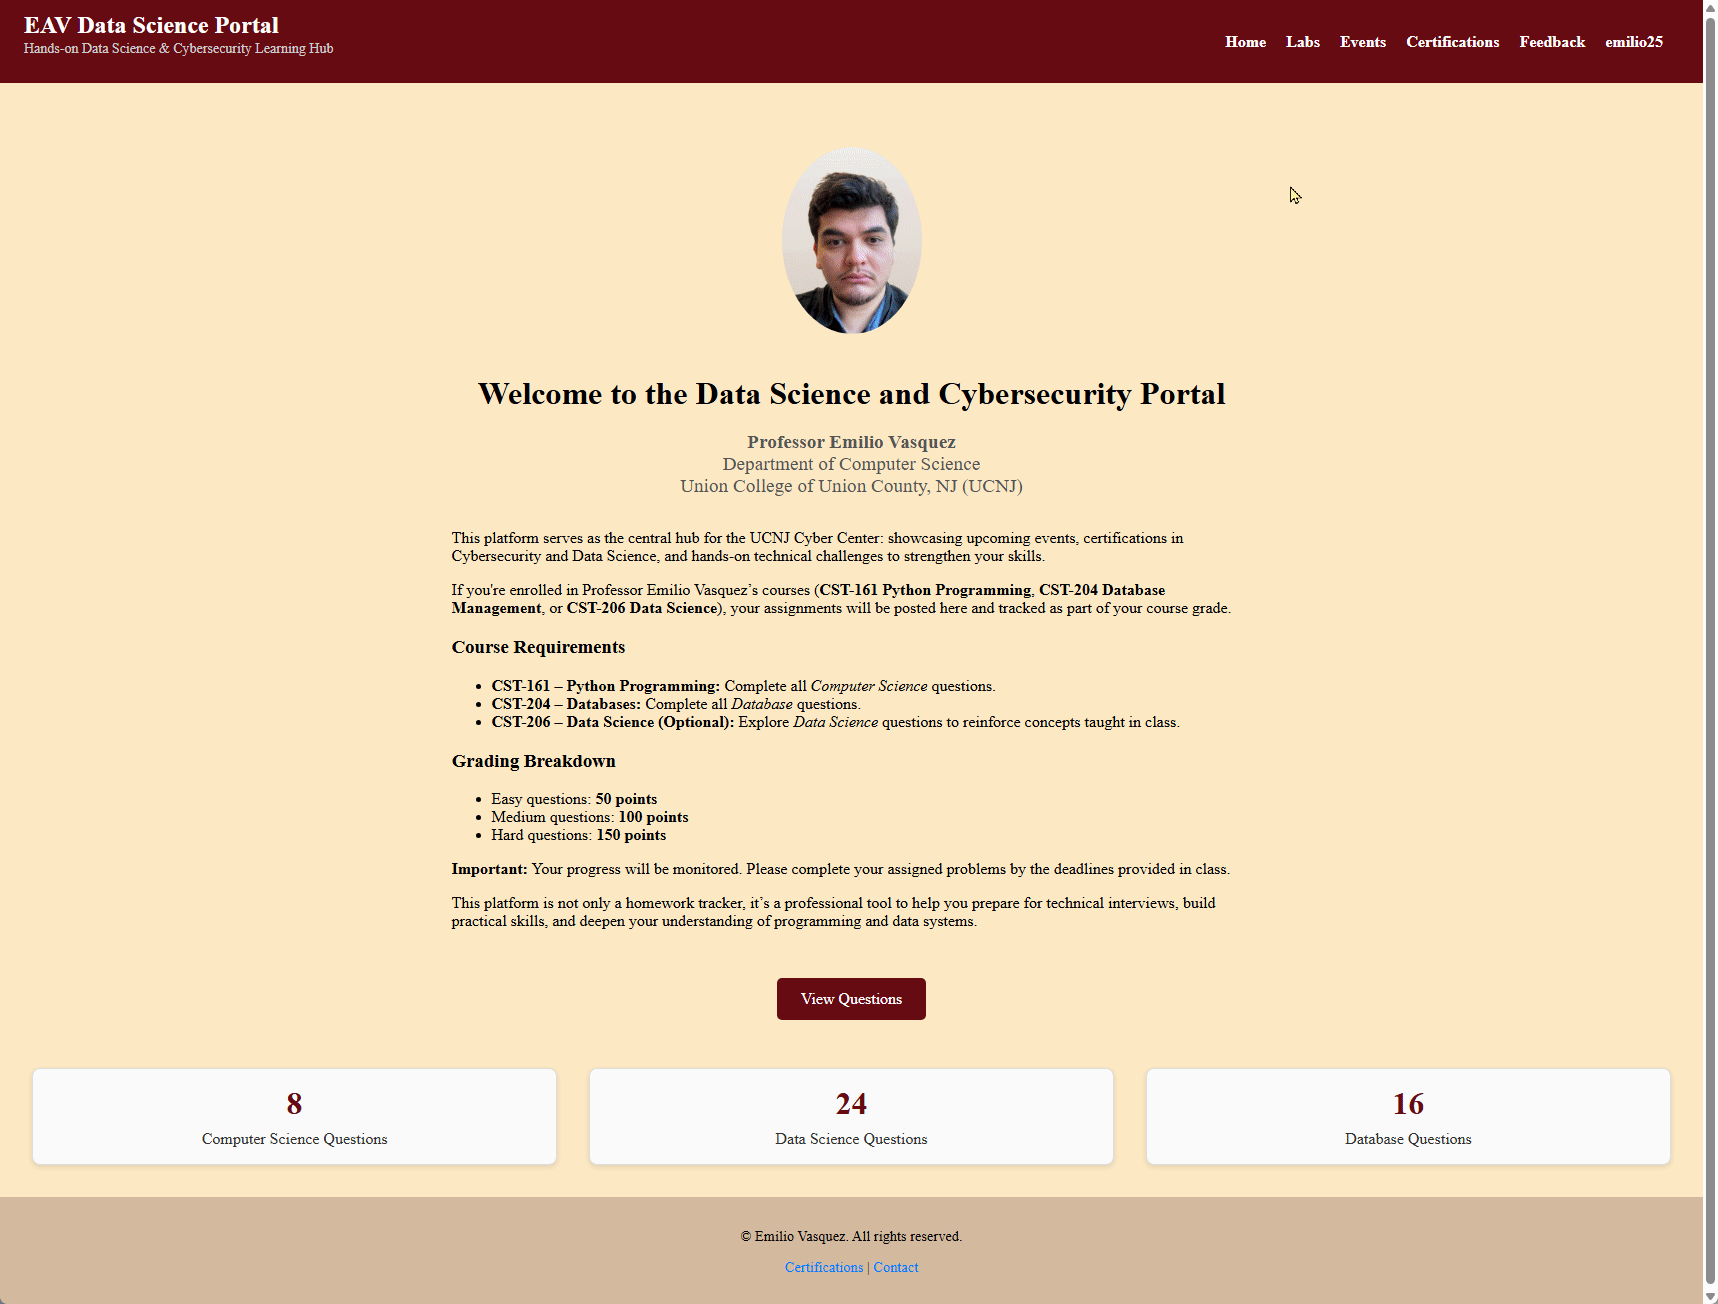 EAV Data Science Portal
Hands-on Data Science & Cybersecurity Learning Hub
Home Labs Events Certifications Feedback emilio25
Welcome to the Data Science and Cybersecurity Portal
Professor Emilio Vasquez
Department of Computer Science
Union College of Union County, NJ (UCNJ)
This platform serves as the central hub for the UCNJ Cyber Center: showcasing upcoming events, certifications in
Cybersecurity and Data Science, and hands-on technical challenges to strengthen your skills.
If you're enrolled in Professor Emilio Vasquez’s courses (CST-161 Python Programming, CST-204 Database
Management, or CST-206 Data Science), your assignments will be posted here and tracked as part of your course grade.
Course Requirements
• CST-161 – Python Programming: Complete all Computer Science questions.
• CST-204 – Databases: Complete all Database questions.
• CST-206 – Data Science (Optional): Explore Data Science questions to reinforce concepts taught in class.
Grading Breakdown
• Easy questions: 50 points
• Medium questions: 100 points
• Hard questions: 150 points
Important: Your progress will be monitored. Please complete your assigned problems by the deadlines provided in class.
This platform is not only a homework tracker, it’s a professional tool to help you prepare for technical interviews, build
practical skills, and deepen your understanding of programming and data systems.
View Questions
8
Computer Science Questions
24
Data Science Questions
16
Database Questions
© Emilio Vasquez. All rights reserved.
Certifications | Contact